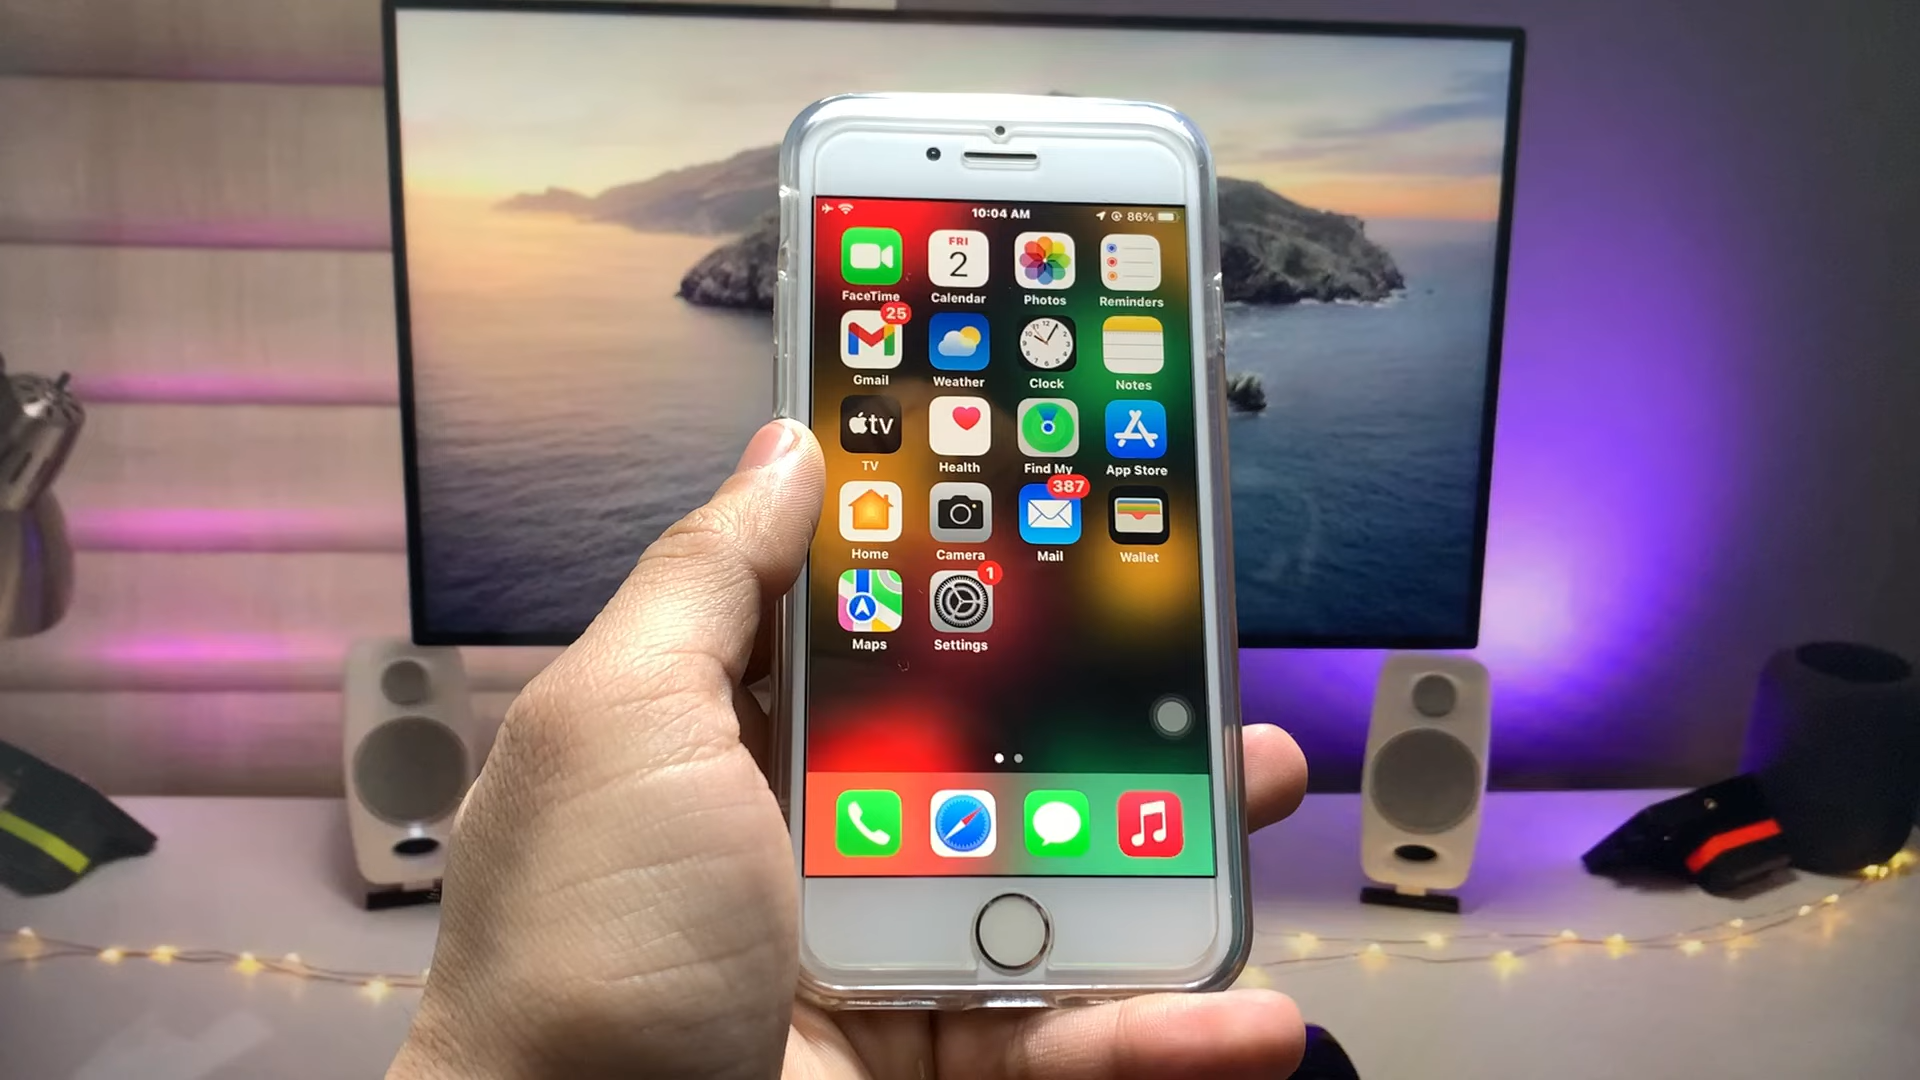 10:04 AM 86%
FRI
2
FaceTime Calendar Photos Reminders
25
Gmail Weather Clock Notes
tv
TV Health Find My App Store
387
Home Camera Mail Wallet
1
Maps Settings